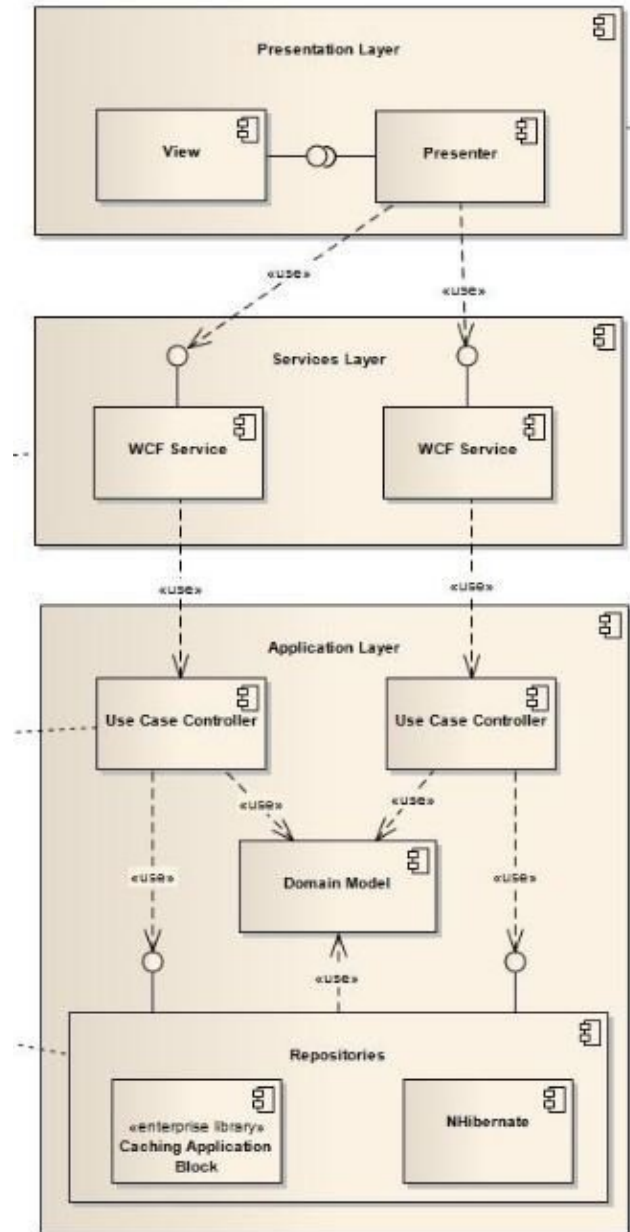 Presentation Layer
View
Presenter
«use»
«use»
Services Layer
WCF Service
WCF Service
«use»
«use»
Application Layer
Use Case Controller
Use Case Controller
«use»
«use»
Domain Model
«use»
«use»
«use»
Repositories
«enterprise library»
Caching Application
Block
NHibernate